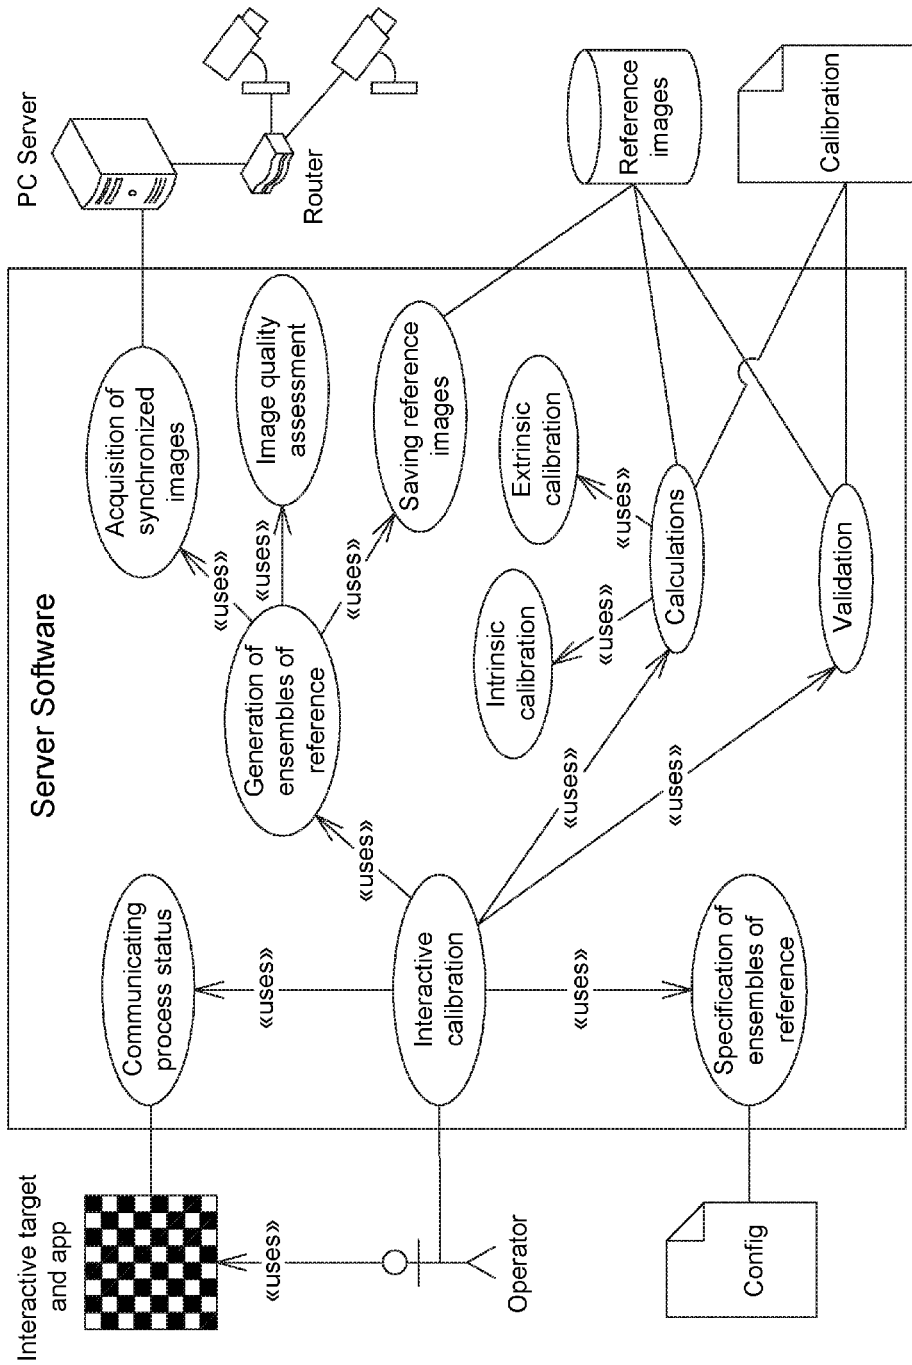 Server Software
Interactive target
and app
«uses»
Operator
Config
Communicating
process status
«uses»
Interactive
calibration
«uses»
Specification of
ensembles of
reference
«uses»
Generation of
ensembles of
reference
«uses»
«uses»
«uses»
Acquisition of
synchronized
images
Image quality
assessment
Saving reference
images
«uses»
«uses»
Intrinsic
calibration
Extrinsic
calibration
«uses»
«uses»
Calculations
Validation
PC Server
Router
Reference
images
Calibration